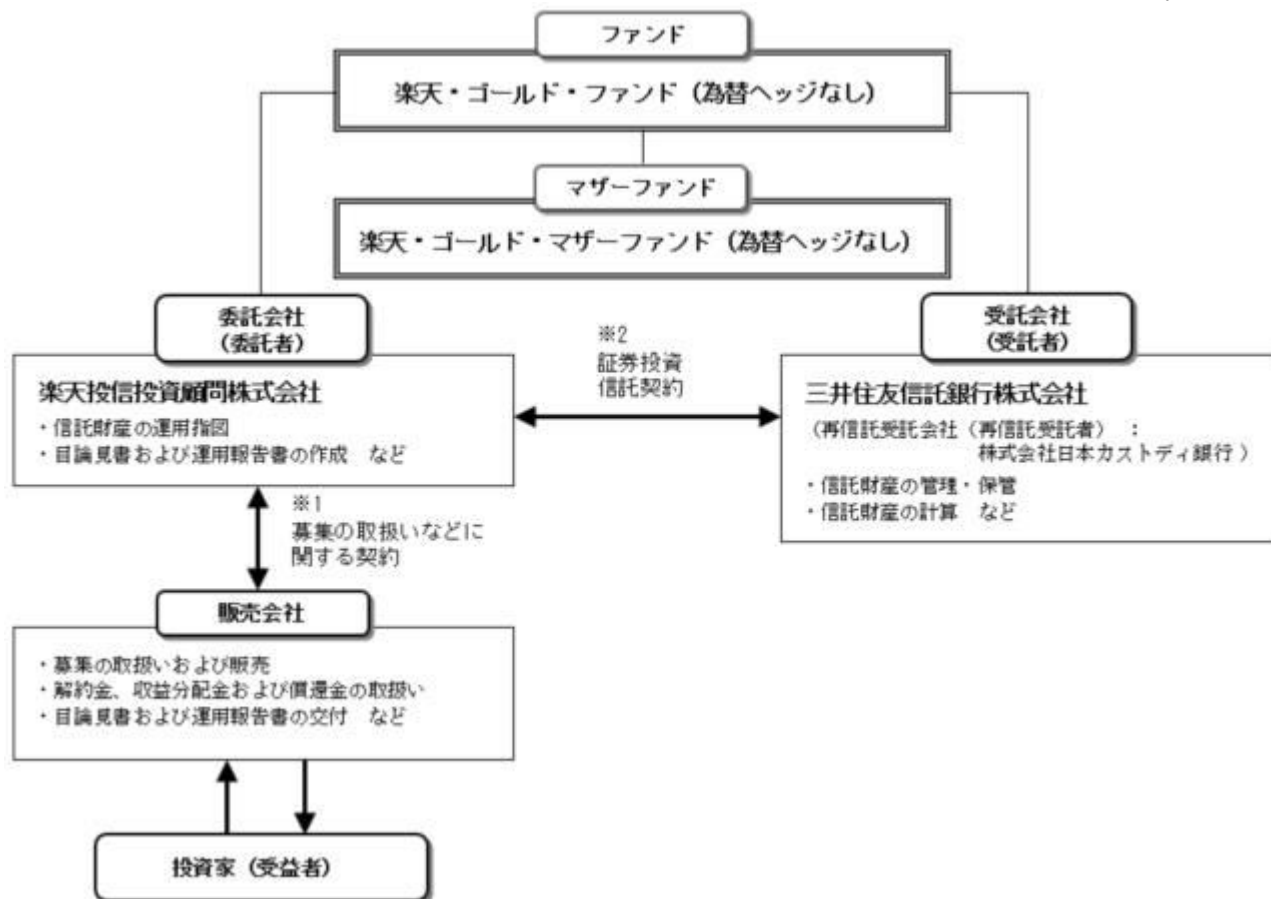 ファンド
楽天・ゴールド・ファンド（為替ヘッジなし）
マザーファンド
楽天・ゴールド・マザーファンド（為替ヘッジなし）
委託会社
（委託者）
楽天投信投資顧問株式会社
・信託財産の運用指図
・目論見書および運用報告書の作成　など
※2
証券投資
信託契約
受託会社
（受託者）
三井住友信託銀行株式会社
（再信託受託会社（再信託受託者）：
株式会社日本カストディ銀行）
・信託財産の管理・保管
・信託財産の計算　など
※1
募集の取扱いなどに
関する契約
販売会社
・募集の取扱いおよび販売
・解約金、収益分配金および償還金の取扱い
・目論見書および運用報告書の交付　など
投資家（受益者）